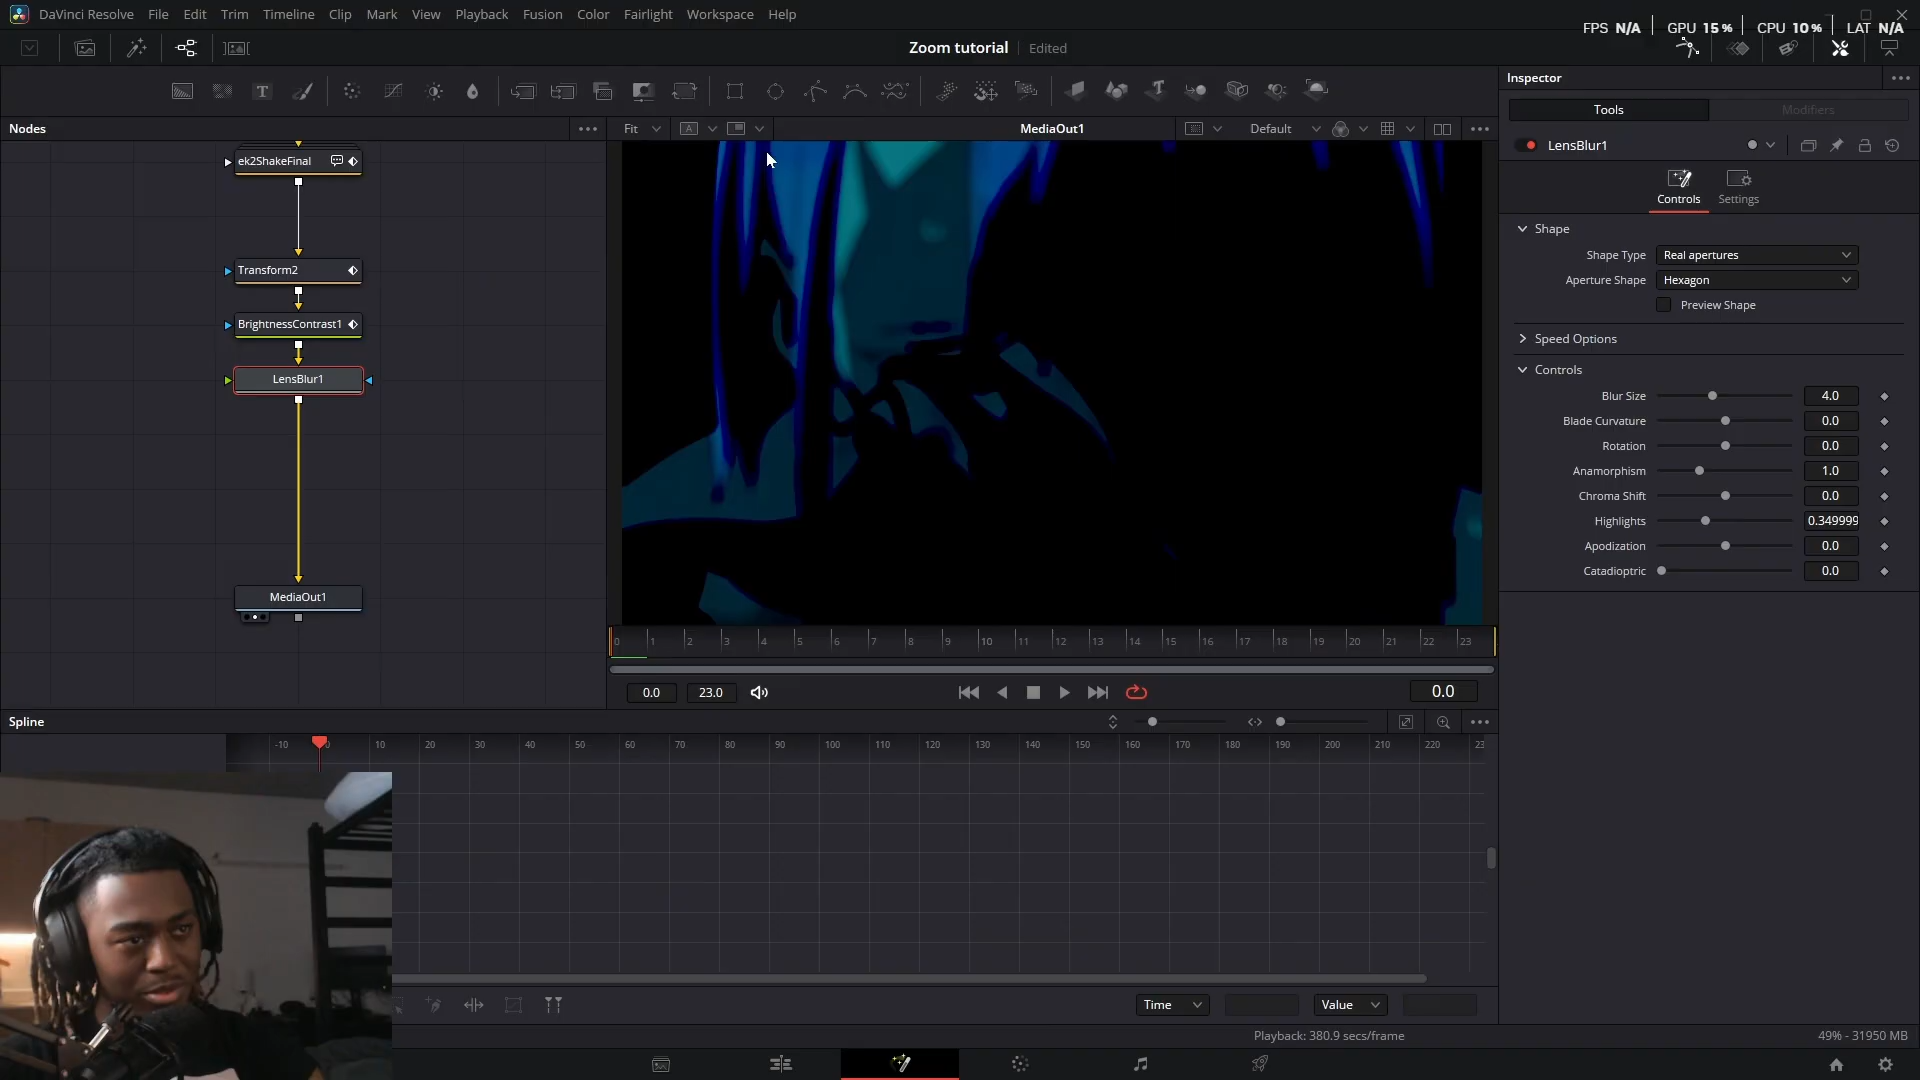 DaVinci Resolve File Edit Trim Timeline Clip Mark View Playback Fusion Color Fairlight Workspace Help
FPS N/A GPU 15 % CPU 10 % LAT N/A
Zoom tutorial Edited
Inspector
Tools Modifiers
Nodes
Fit
A
MediaOut1
Default
LensBlur1
Controls Settings
ek2ShakeFinal
Transform2
BrightnessContrast1
LensBlur1
MediaOut1
Shape
Shape Type Real apertures
Aperture Shape Hexagon
Preview Shape
Speed Options
Controls
Blur Size 4.0
Blade Curvature 0.0
Rotation 0.0
Anamorphism 1.0
Chroma Shift 0.0
Highlights 0.349999
Apodization 0.0
Catadioptric 0.0
0 1 2 3 4 5 6 7 8 9 10 11 12 13 14 15 16 17 18 19 20 21 22 23
0.0 23.0 0.0
Spline
-10 0 10 20 30 40 50 60 70 80 90 100 110 120 130 140 150 160 170 180 190 200 210 220 23
Time Value
Playback: 380.9 secs/frame 49% - 31950 MB